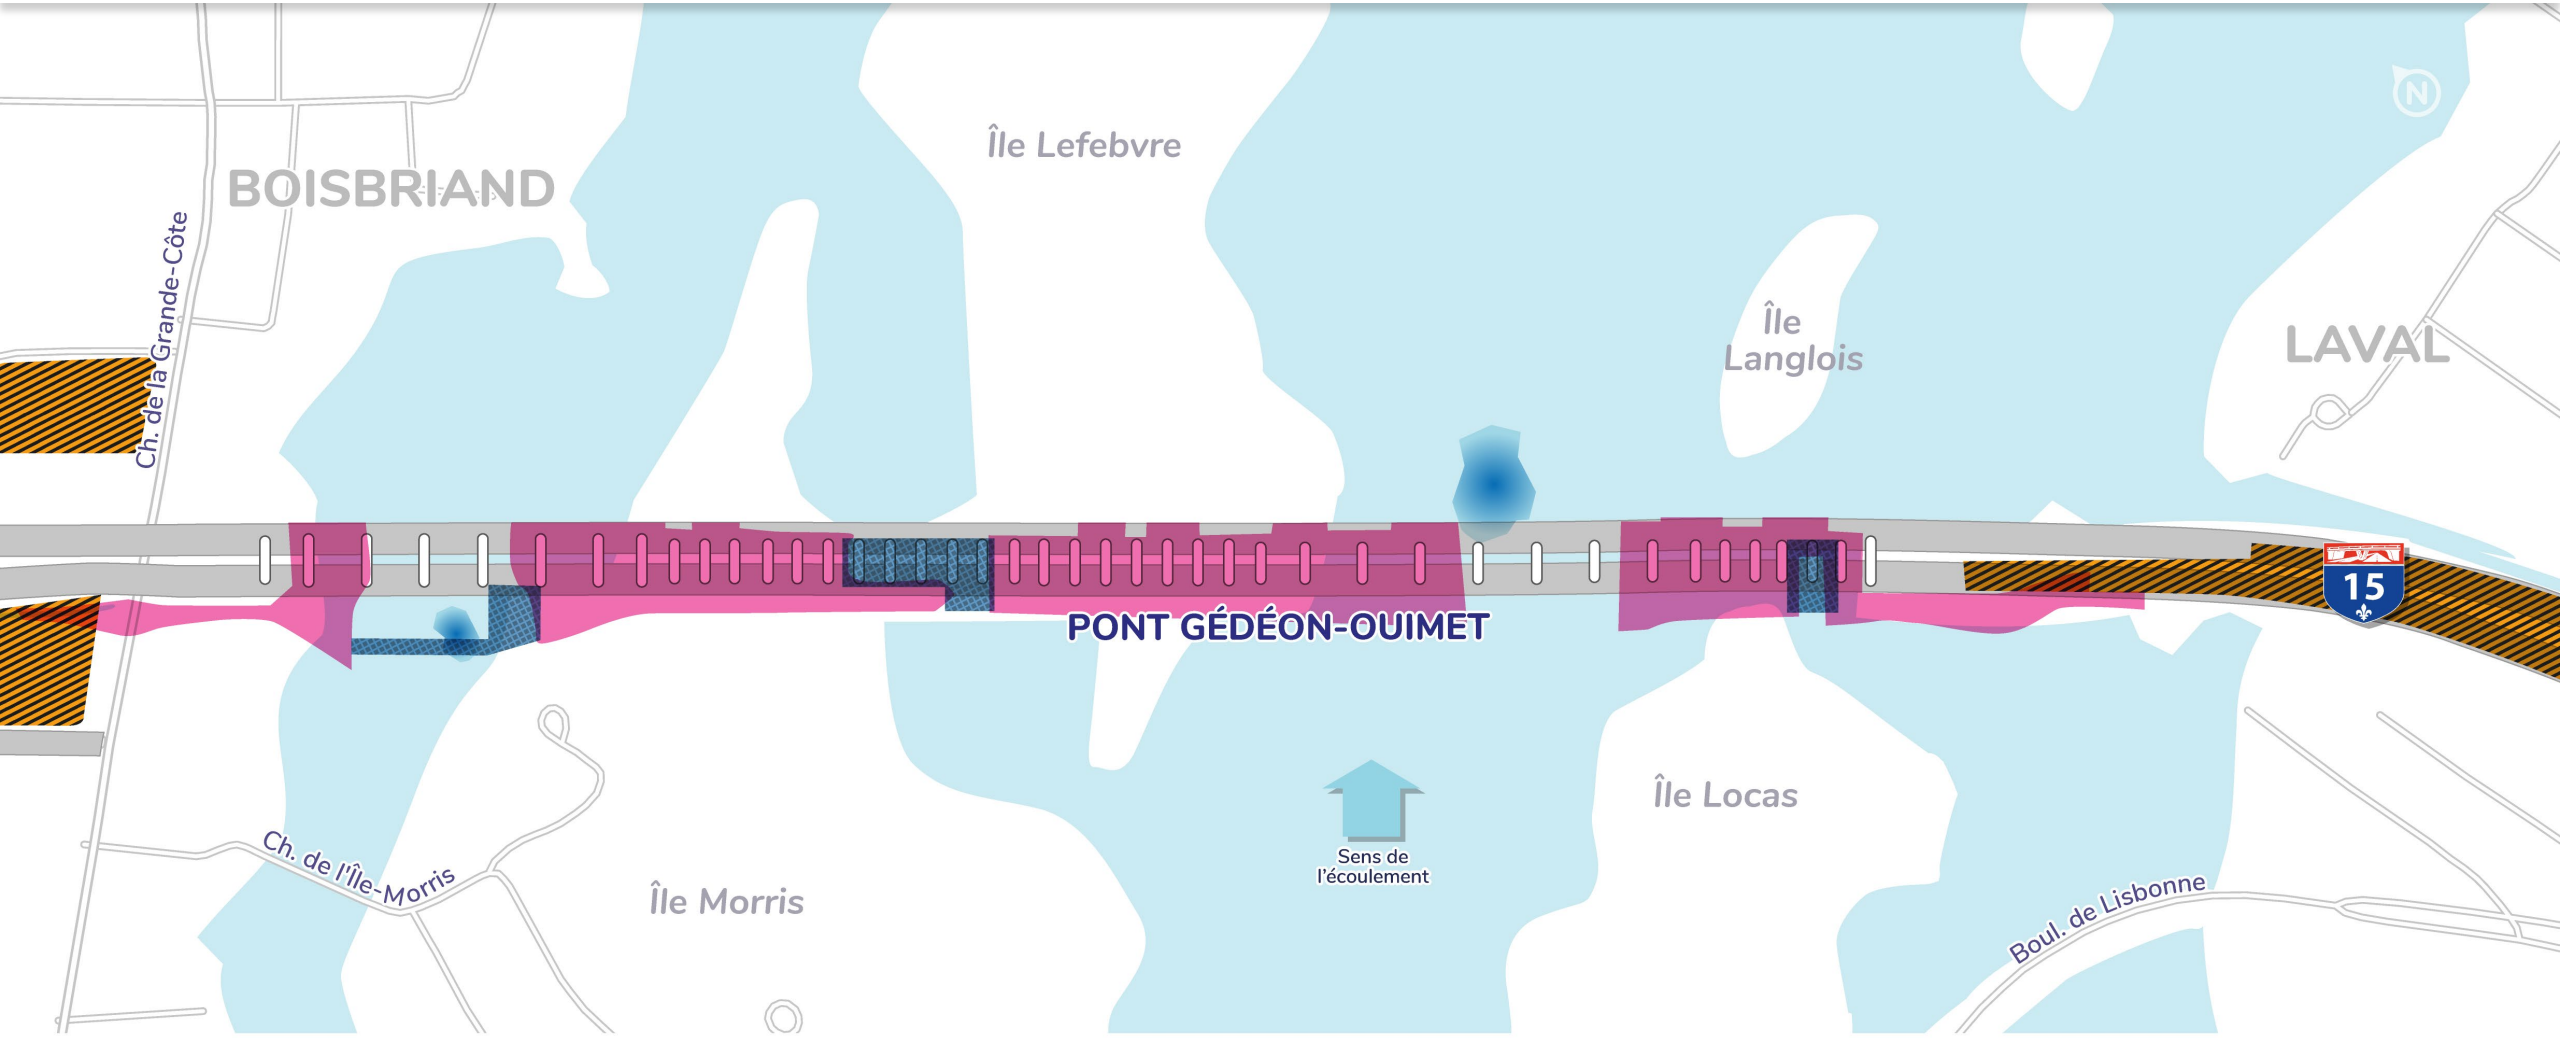 N
Île Lefebvre
BOISBRIAND
Ch. de la Grande-Côte
Île
Langlois
LAVAL
15
PONT GÉDÉON-OUIMET
Île Locas
Sens de
l'écoulement
Ch. de l'Île-Morris
Île Morris
Boul. de Lisbonne